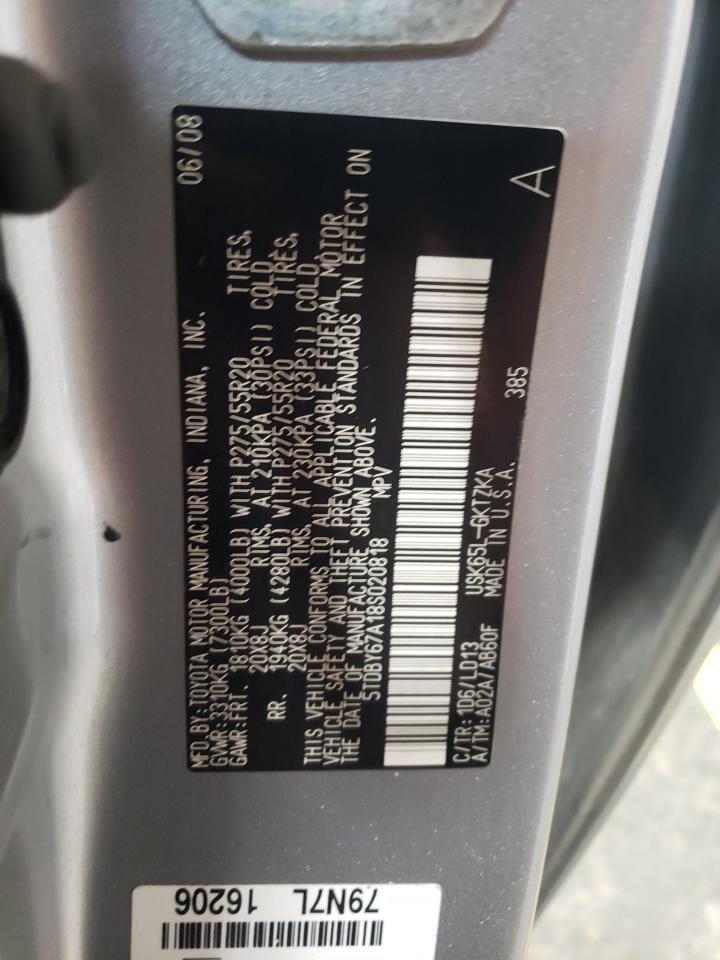 MFD BY: TOYOTA MOTOR MANUFACTURING, INDIANA, INC. 06/08
GVWR: 3310KG (7300LB)
GAWR: FRT. 1810KG (4000LB) WITH P275/55R20 TIRES,
20X8J RIMS, AT 210KPA (30PSI) COLD
RR. 1940KG (4280LB) WITH P275/55R20 TIRES,
20X8J RIMS, AT 230KPA (33PSI) COLD
THIS VEHICLE CONFORMS TO ALL APPLICABLE FEDERAL MOTOR
VEHICLE SAFETY AND THEFT PREVENTION STANDARDS IN EFFECT ON
THE DATE OF MANUFACTURE SHOWN ABOVE.
5TDBY67A18S020818 MPV
C/TR: 1D6/LD13 USK65L-GKTZKA 385 A
A/TM: A02A/AB60F MADE IN U.S.A.
79N7L
16206